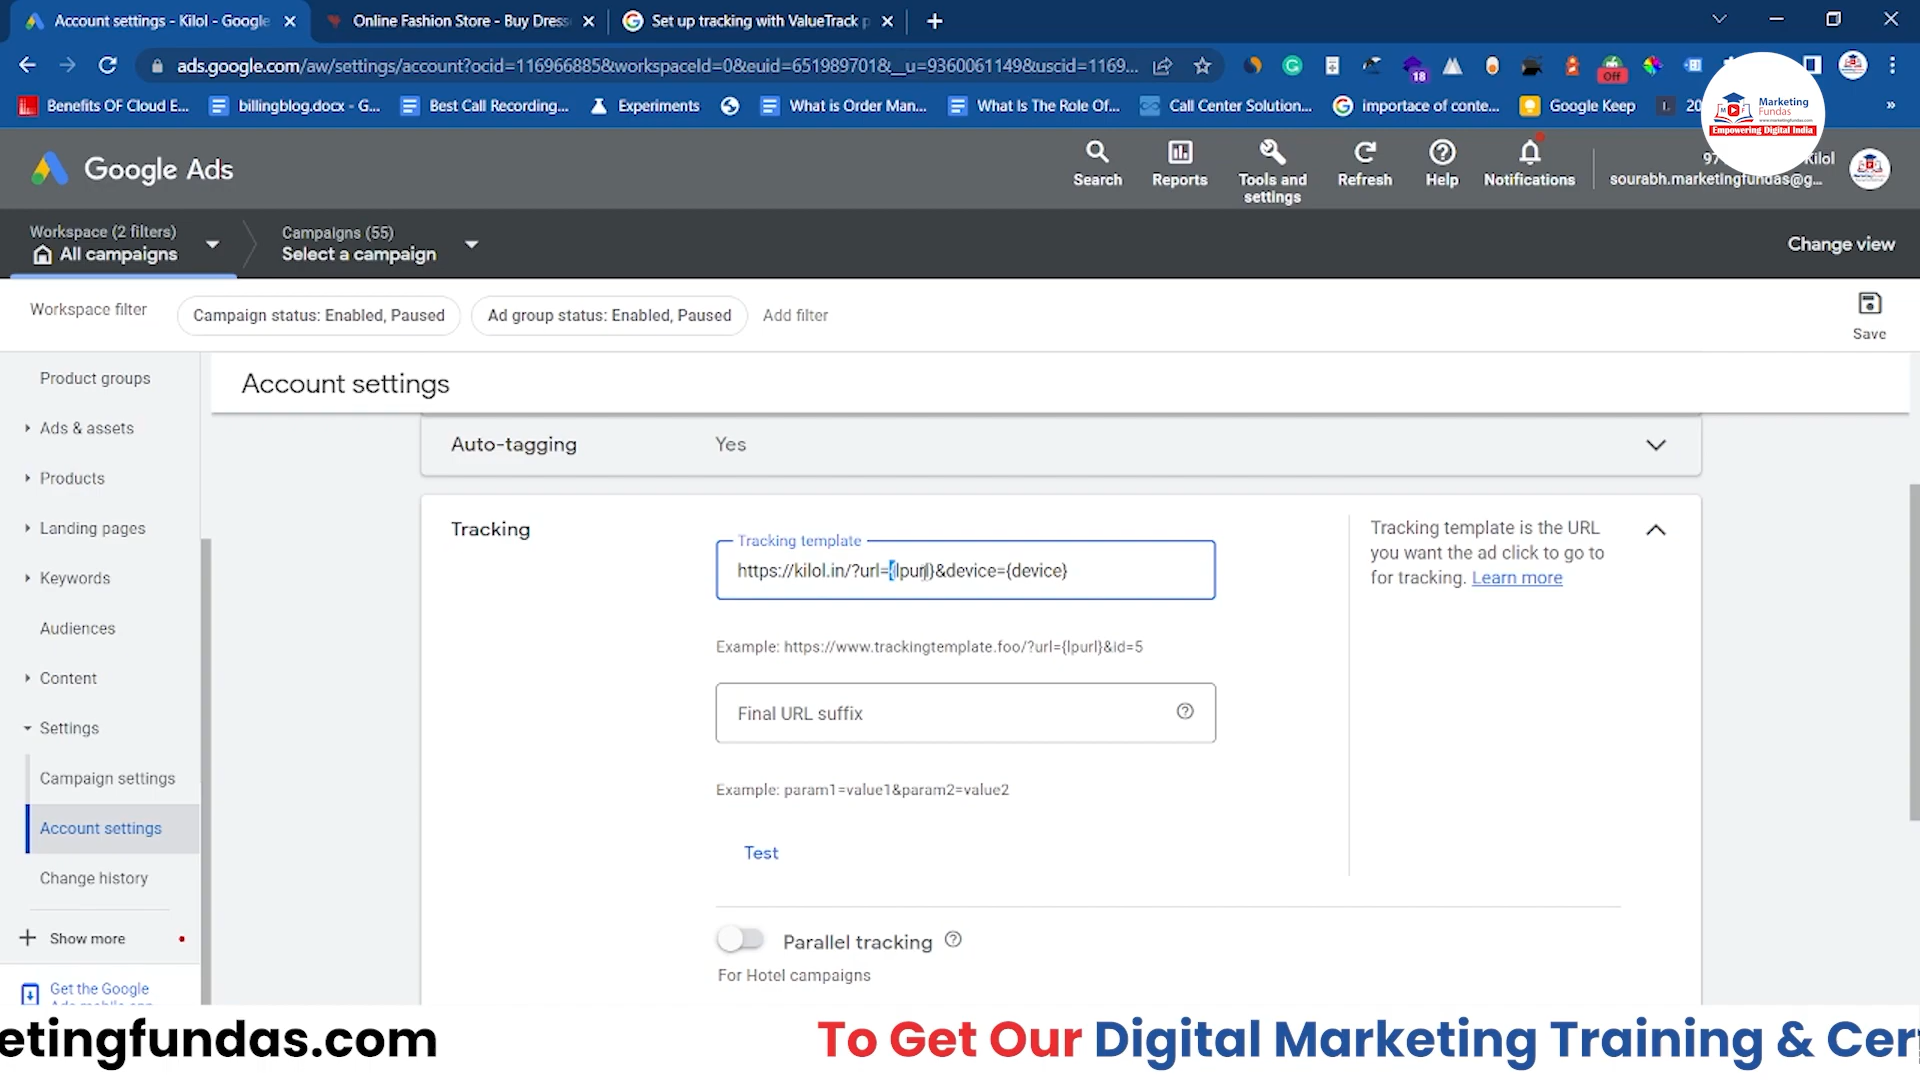 Account settings - Kilol - Google
Online Fashion Store - Buy Dress
Set up tracking with ValueTrack p
ads.google.com/aw/settings/account?ocid=116966885&workspaceId=0&euid=651989701&__u=9360061149&uscid=1169...
18
Off
Benefits OF Cloud E...
billingblog.docx - G...
Best Call Recording...
Experiments
What is Order Man...
What Is The Role Of...
Call Center Solution...
importace of conte...
Google Keep
20
»
Marketing
Fundas
www.marketingfundas.com
Empowering Digital India
Google Ads
Search
Reports
Tools and
settings
Refresh
Help
Notifications
97
Kilol
sourabh.marketingfundas@g...
Workspace (2 filters)
All campaigns
Campaigns (55)
Select a campaign
Change view
Workspace filter
Campaign status: Enabled, Paused
Ad group status: Enabled, Paused
Add filter
Save
Product groups
Ads & assets
Products
Landing pages
Keywords
Audiences
Content
Settings
Campaign settings
Account settings
Change history
Show more
Get the Google
Account settings
Auto-tagging
Yes
Tracking
Tracking template
https://kilol.in/?url={lpurl}&device={device}
Example: https://www.trackingtemplate.foo/?url={lpurl}&id=5
Final URL suffix
Example: param1=value1&param2=value2
Test
Parallel tracking
For Hotel campaigns
Tracking template is the URL
you want the ad click to go to
for tracking. Learn more
etingfundas.com
To Get Our Digital Marketing Training & Cer